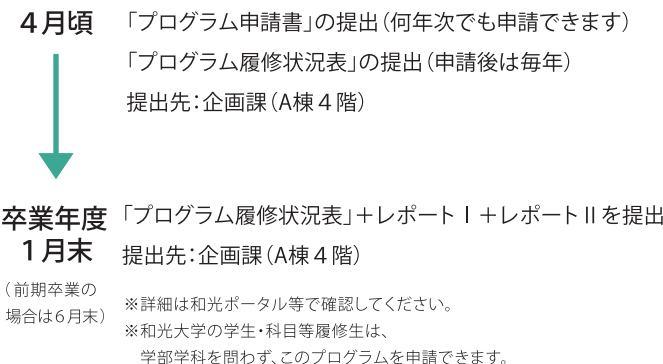 4月頃 「プログラム申請書」の提出(何年次でも申請できます)
「プログラム履修状況表」の提出(申請後は毎年)
提出先:企画課(A棟4階)
卒業年度 「プログラム履修状況表」+レポートⅠ+レポートⅡを提出
1月末 提出先:企画課(A棟4階)
(前期卒業の
場合は6月末)
※詳細は和光ポータル等で確認してください。
※和光大学の学生・科目等履修生は、
学部学科を問わず、このプログラムを申請できます。